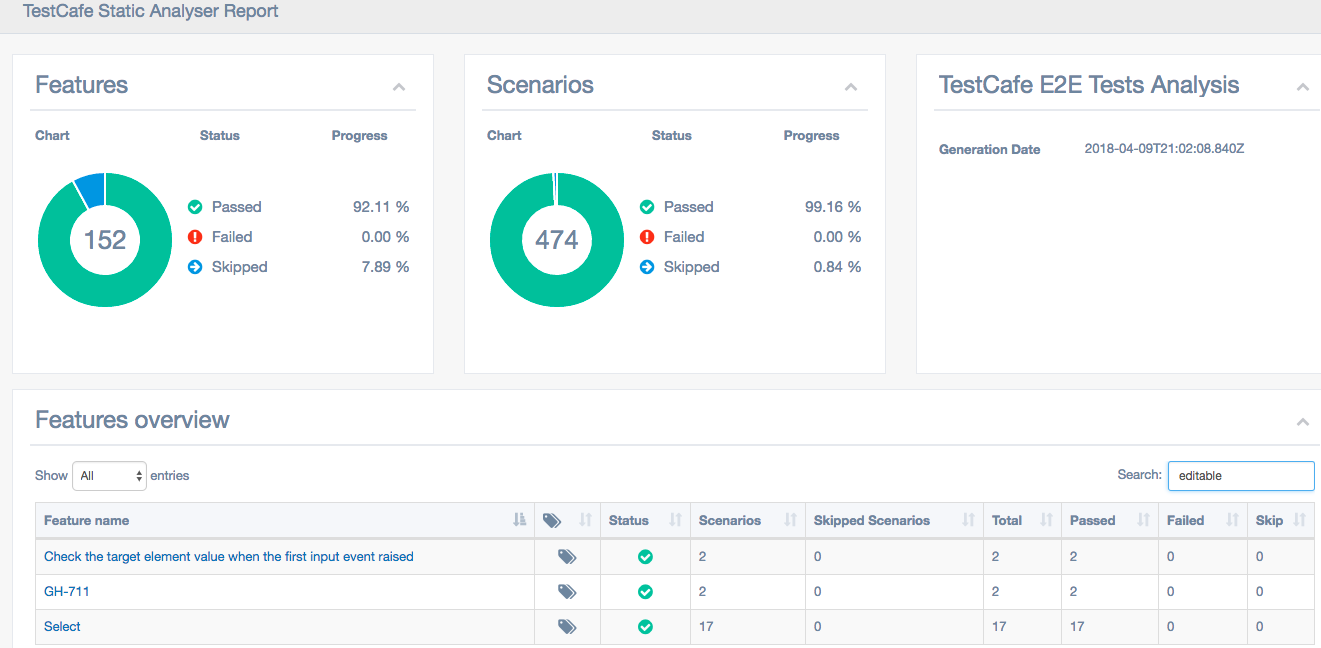 TestCafe Static Analyser Report
Features
Chart Status Progress
152
Passed 92.11 %
Failed 0.00 %
Skipped 7.89 %
Scenarios
Chart Status Progress
474
Passed 99.16 %
Failed 0.00 %
Skipped 0.84 %
TestCafe E2E Tests Analysis
Generation Date 2018-04-09T21:02:08.840Z
Features overview
Show All entries Search: editable
Feature name Status Scenarios Skipped Scenarios Total Passed Failed Skip
Check the target element value when the first input event raised 2 0 2 2 0 0
GH-711 2 0 2 2 0 0
Select 17 0 17 17 0 0